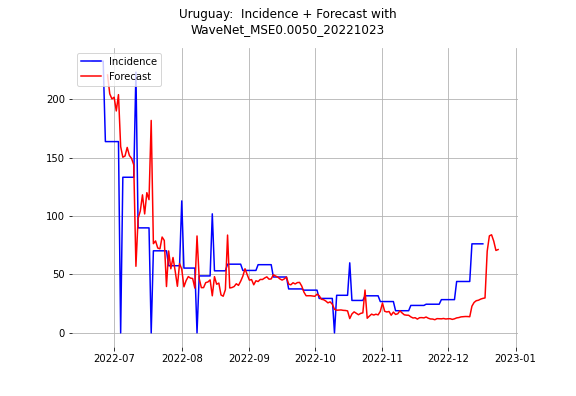 Uruguay:  Incidence + Forecast with
WaveNet_MSE0.0050_20221023
Incidence
Forecast
200
150
100
50
0
2022-07 2022-08 2022-09 2022-10 2022-11 2022-12 2023-01